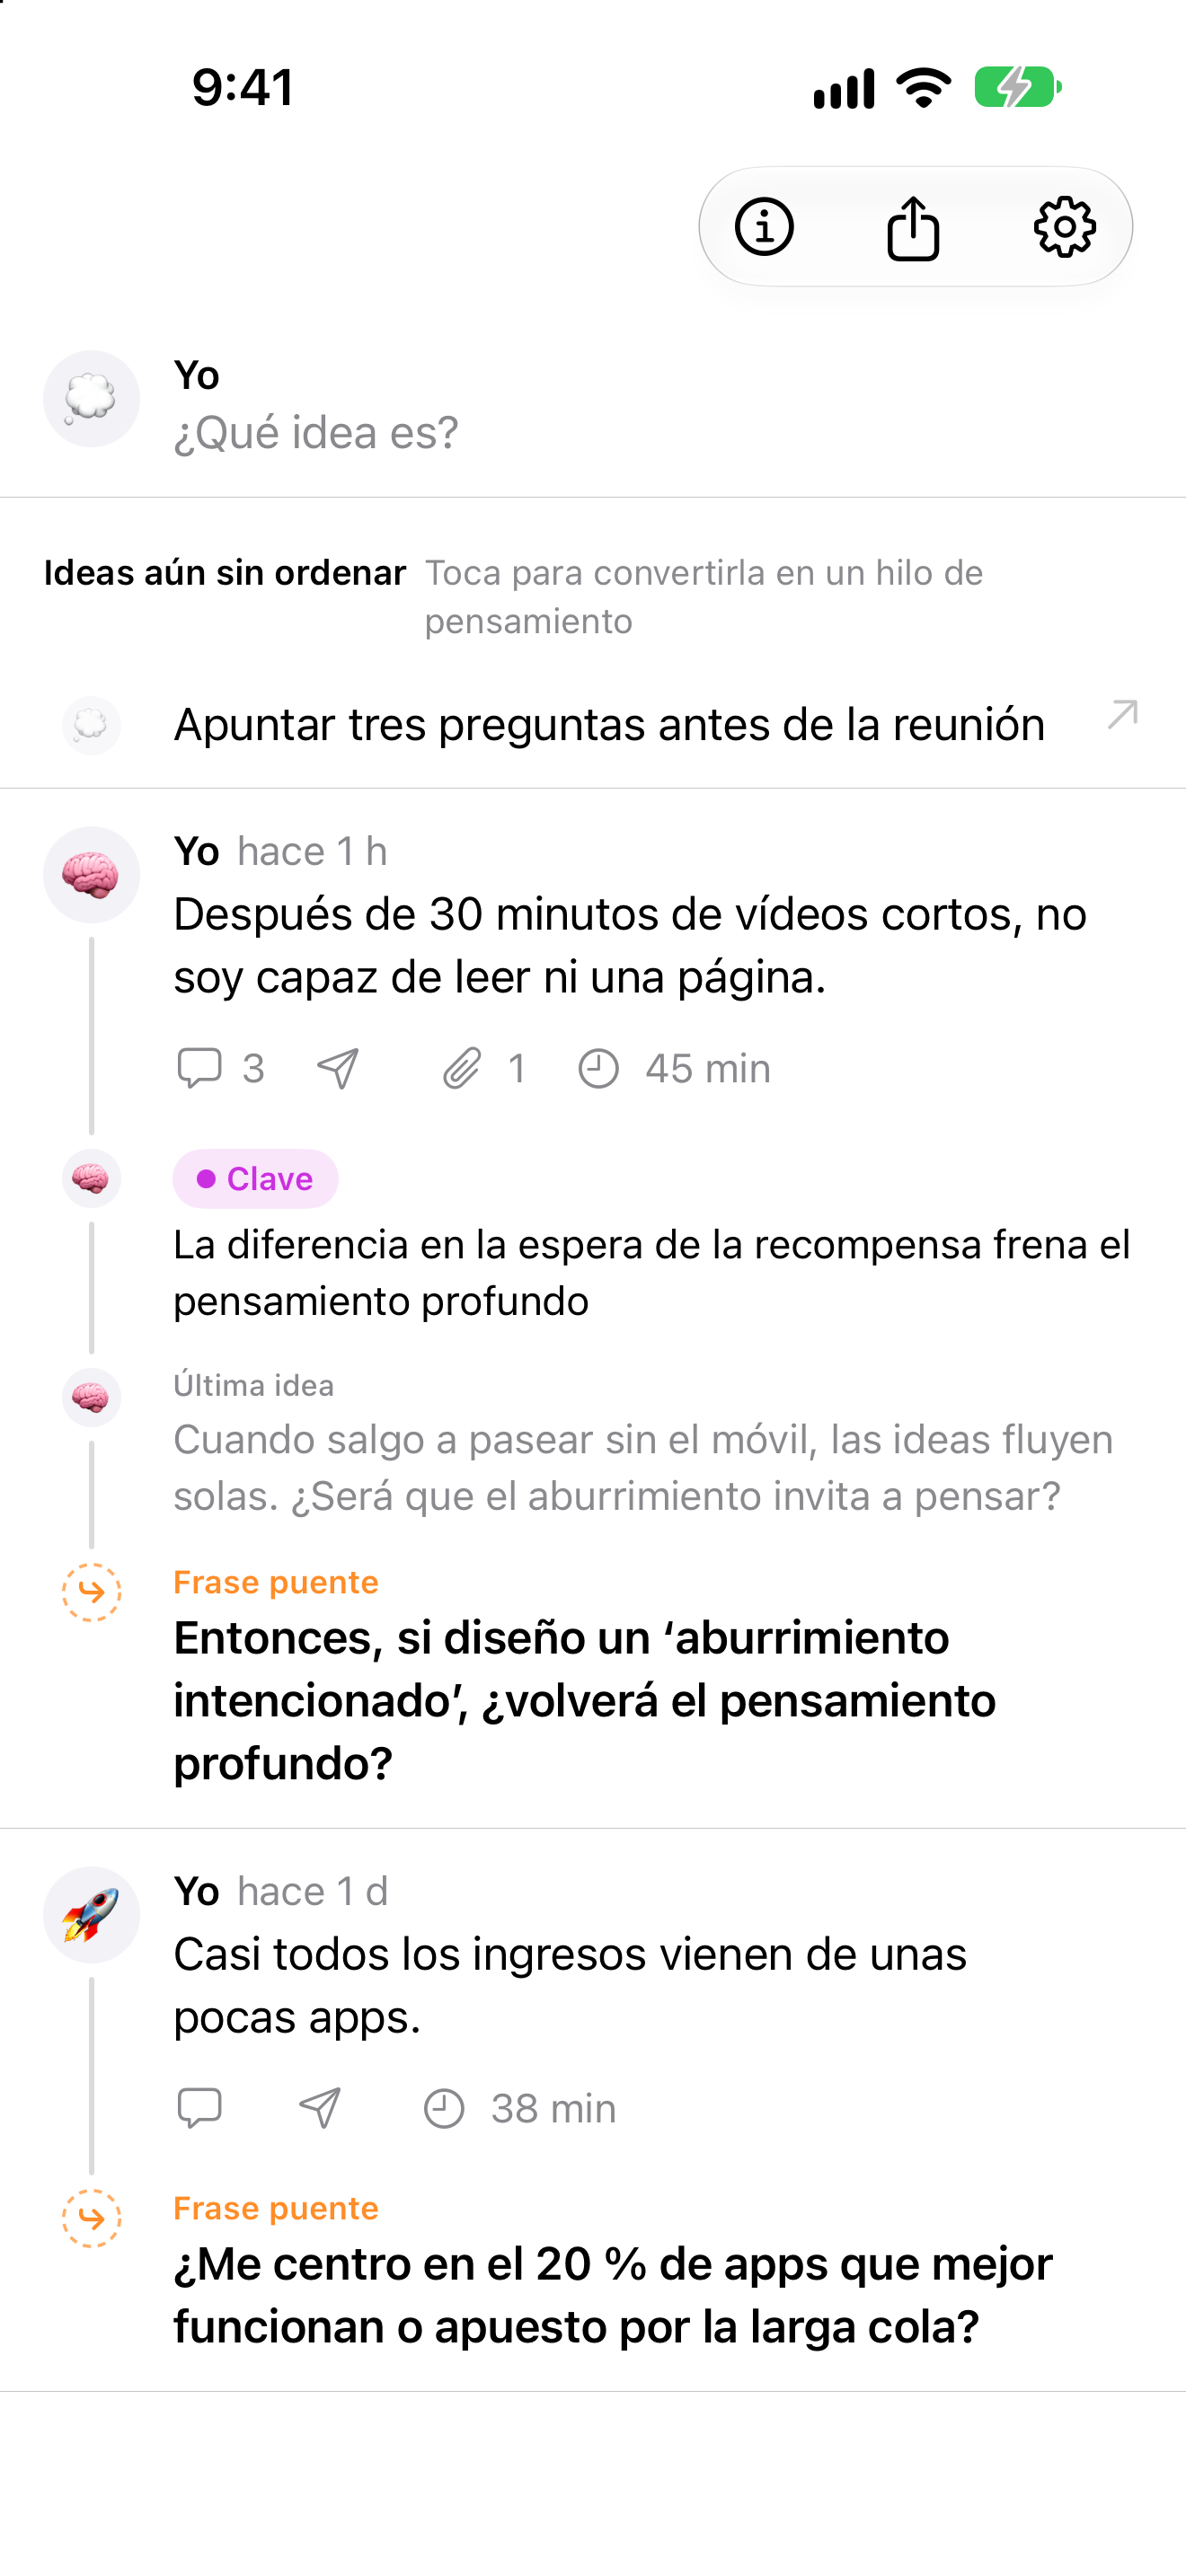 9:41
Yo
¿Qué idea es?
Ideas aún sin ordenar
Toca para convertirla en un hilo de
pensamiento
Apuntar tres preguntas antes de la reunión
Yo hace 1 h
Después de 30 minutos de vídeos cortos, no
soy capaz de leer ni una página.
3 1 45 min
Clave
La diferencia en la espera de la recompensa frena el
pensamiento profundo
Última idea
Cuando salgo a pasear sin el móvil, las ideas fluyen
solas. ¿Será que el aburrimiento invita a pensar?
Frase puente
Entonces, si diseño un ‘aburrimiento
intencionado’, ¿volverá el pensamiento
profundo?
Yo hace 1 d
Casi todos los ingresos vienen de unas
pocas apps.
38 min
Frase puente
¿Me centro en el 20 % de apps que mejor
funcionan o apuesto por la larga cola?